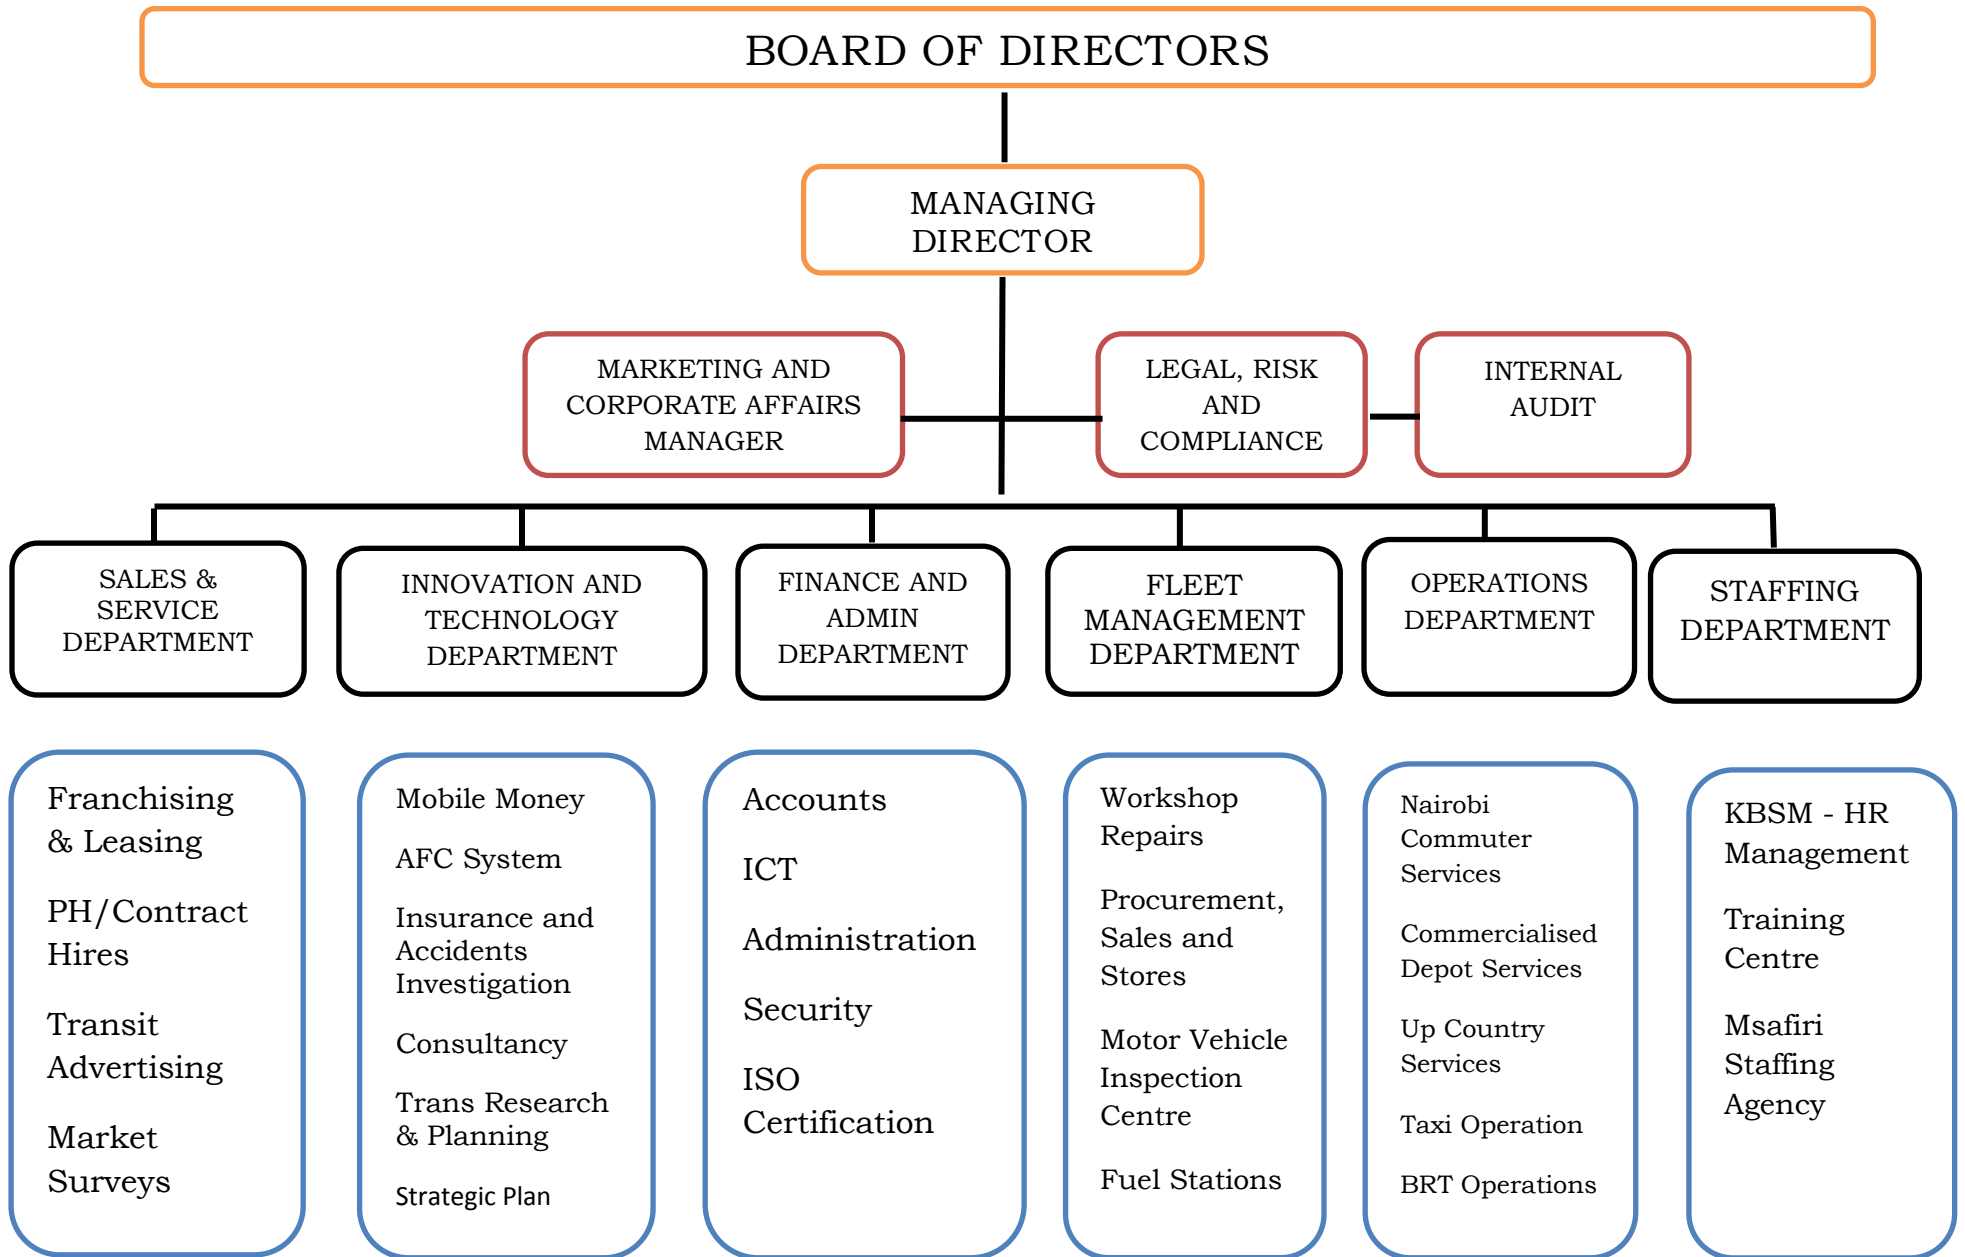 BOARD OF DIRECTORS
MANAGING
DIRECTOR
MARKETING AND
CORPORATE AFFAIRS
MANAGER
LEGAL, RISK
AND
COMPLIANCE
INTERNAL
AUDIT
SALES &
SERVICE
DEPARTMENT
INNOVATION AND
TECHNOLOGY
DEPARTMENT
FINANCE AND
ADMIN
DEPARTMENT
FLEET
MANAGEMENT
DEPARTMENT
OPERATIONS
DEPARTMENT
STAFFING
DEPARTMENT
Franchising
& Leasing
PH/Contract
Hires
Transit
Advertising
Market
Surveys
Mobile Money
AFC System
Insurance and
Accidents
Investigation
Consultancy
Trans Research
& Planning
Strategic Plan
Accounts
ICT
Administration
Security
ISO
Certification
Workshop
Repairs
Procurement,
Sales and
Stores
Motor Vehicle
Inspection
Centre
Fuel Stations
Nairobi
Commuter
Services
Commercialised
Depot Services
Up Country
Services
Taxi Operation
BRT Operations
KBSM - HR
Management
Training
Centre
Msafiri
Staffing
Agency